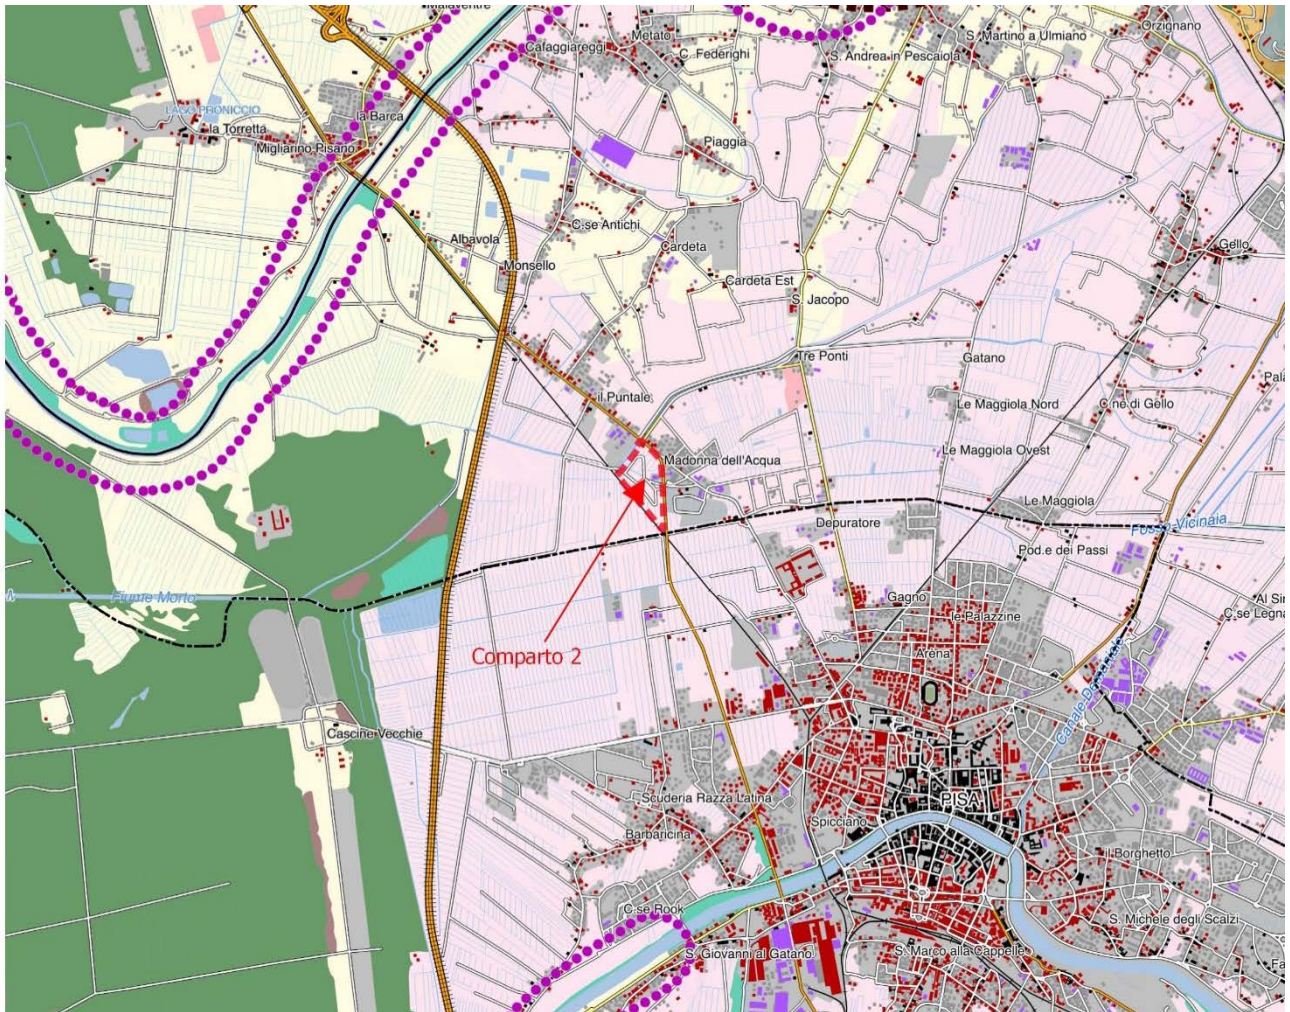 Malaventre
Metato
Cafaggiareggi
C. Federighi
S. Andrea in Pescaiola
S. Martino a Ulmiano
Orzignano
LAGO PRONICCIO
la Barca
la Torretta
Migliarino Pisano
Piaggia
C.se Antichi
Albavola
Cardeta
Gello
Monsello
Cardeta Est
S. Jacopo
Tre Ponti
Gatano
il Puntale
Le Maggiola Nord
C.ne di Gello
Le Maggiola Ovest
Madonna dell'Acqua
Le Maggiola
Depuratore
Fosso Vicinaia
Pod.e dei Passi
Fiume Morto
Gagno
le Palazzine
C.se Legna
Arena
Comparto 2
Cascine Vecchie
Scuderia Razza Latina
PISA
Spicciano
Barbaricina
il Borghetto
C.se Rook
S. Michele degli Scalzi
S. Giovanni al Gatano
S. Marco alla Cappelle